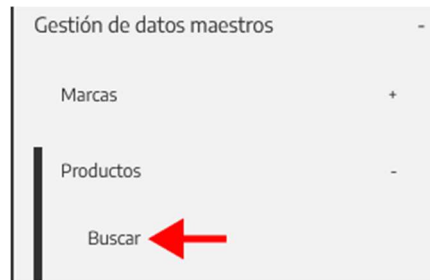 Gestión de datos maestros -
Marcas +
Productos -
Buscar